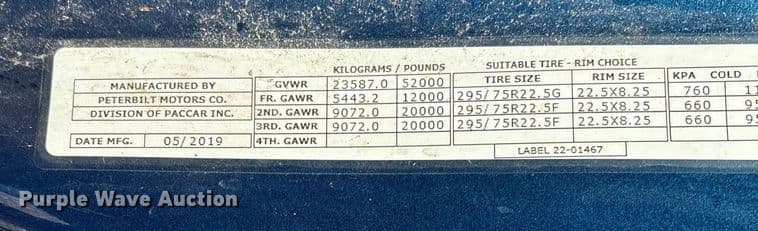 KILOGRAMS / POUNDS SUITABLE TIRE - RIM CHOICE
TIRE SIZE RIM SIZE KPA COLD
MANUFACTURED BY GVWR 23587.0 52000
PETERBILT MOTORS CO. FR. GAWR 5443.2 12000 295/75R22.5G 22.5X8.25 760
DIVISION OF PACCAR INC. 2ND. GAWR 9072.0 20000 295/75R22.5F 22.5X8.25 660
3RD. GAWR 9072.0 20000 295/75R22.5F 22.5X8.25 660
DATE MFG. 05/2019 4TH. GAWR
LABEL 22-01467
Purple Wave Auction